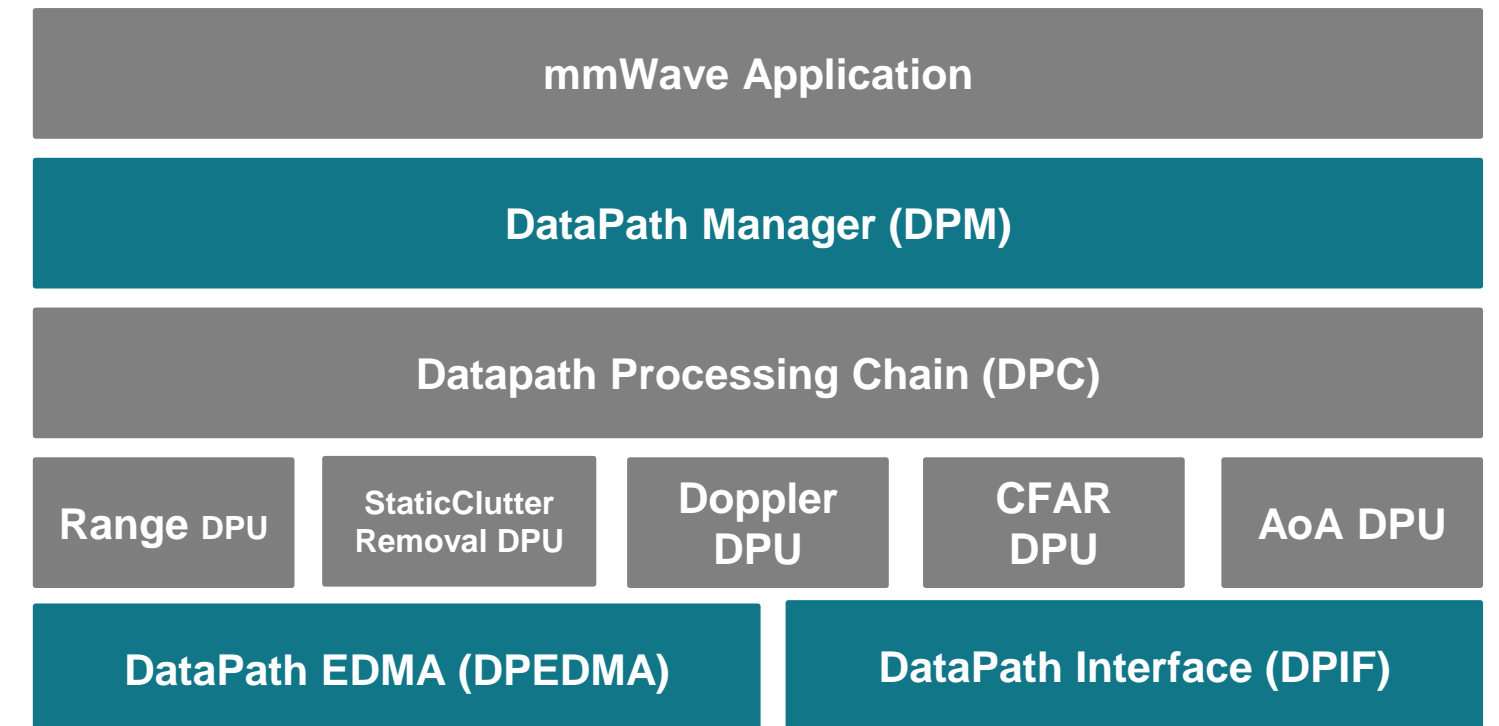 mmWave Application
DataPath Manager (DPM)
Datapath Processing Chain (DPC)
Range DPU
StaticClutter
Removal DPU
Doppler
DPU
CFAR
DPU
AoA DPU
DataPath EDMA (DPEDMA)
DataPath Interface (DPIF)